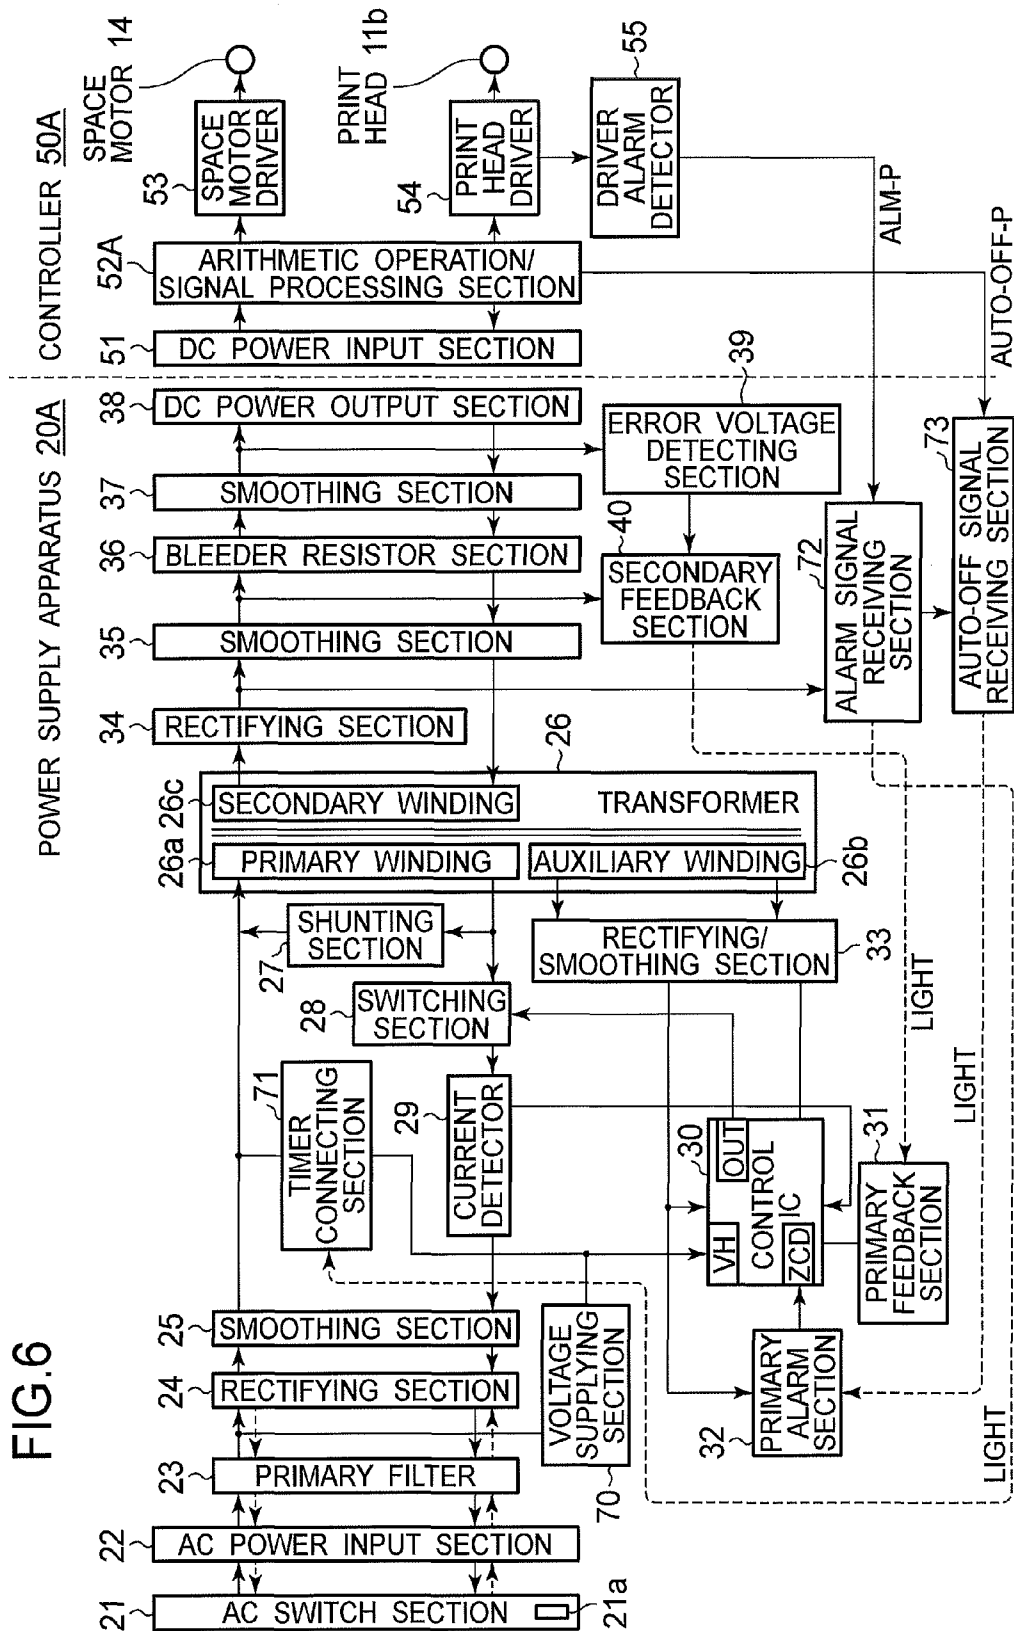 FIG.6
POWER SUPPLY APPARATUS 20A
CONTROLLER 50A
21
AC SWITCH SECTION
21a
22
AC POWER INPUT SECTION
23
PRIMARY FILTER
24
RECTIFYING SECTION
25
SMOOTHING SECTION
70
VOLTAGE
SUPPLYING
SECTION
71
TIMER
CONNECTING
SECTION
27
SHUNTING
SECTION
28
SWITCHING
SECTION
29
CURRENT
DETECTOR
30
OUT
VH
CONTROL
IC
ZCD
31
PRIMARY
FEEDBACK
SECTION
32
PRIMARY
ALARM
SECTION
33
RECTIFYING/
SMOOTHING SECTION
26
TRANSFORMER
26a
PRIMARY WINDING
26b
AUXILIARY WINDING
26c
SECONDARY WINDING
34
RECTIFYING SECTION
35
SMOOTHING SECTION
36
BLEEDER RESISTOR SECTION
37
SMOOTHING SECTION
38
DC POWER OUTPUT SECTION
39
ERROR VOLTAGE
DETECTING
SECTION
40
SECONDARY
FEEDBACK
SECTION
72
ALARM SIGNAL
RECEIVING
SECTION
73
AUTO-OFF SIGNAL
RECEIVING SECTION
LIGHT
LIGHT
LIGHT
51
DC POWER INPUT SECTION
52A
ARITHMETIC OPERATION/
SIGNAL PROCESSING SECTION
53
SPACE
MOTOR
DRIVER
SPACE
MOTOR 14
54
PRINT
HEAD
DRIVER
PRINT
HEAD 11b
55
DRIVER
ALARM
DETECTOR
ALM-P
AUTO-OFF-P